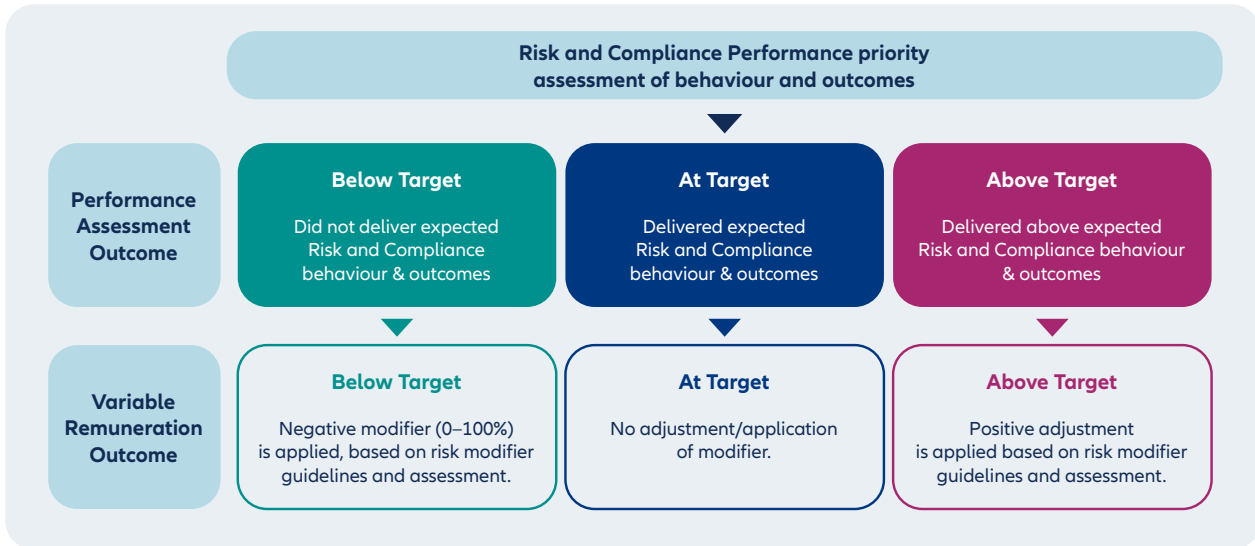 Risk and Compliance Performance priority
assessment of behaviour and outcomes
Performance
Assessment
Outcome
Below Target
Did not deliver expected
Risk and Compliance
behaviour & outcomes
At Target
Delivered expected
Risk and Compliance
behaviour & outcomes
Above Target
Delivered above expected
Risk and Compliance behaviour
& outcomes
Variable
Remuneration
Outcome
Below Target
Negative modifier (0–100%)
is applied, based on risk modifier
guidelines and assessment.
At Target
No adjustment/application
of modifier.
Above Target
Positive adjustment
is applied based on risk modifier
guidelines and assessment.